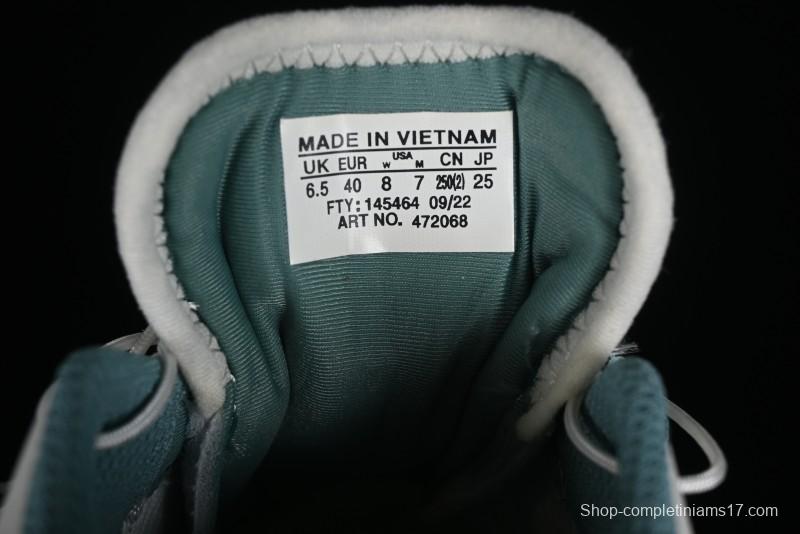 MADE IN VIETNAM
UK EUR W USA M CN JP
6.5 40 8 7 250(2) 25
FTY: 145464 09/22
ART NO. 472068
Shop-completiniams17.com